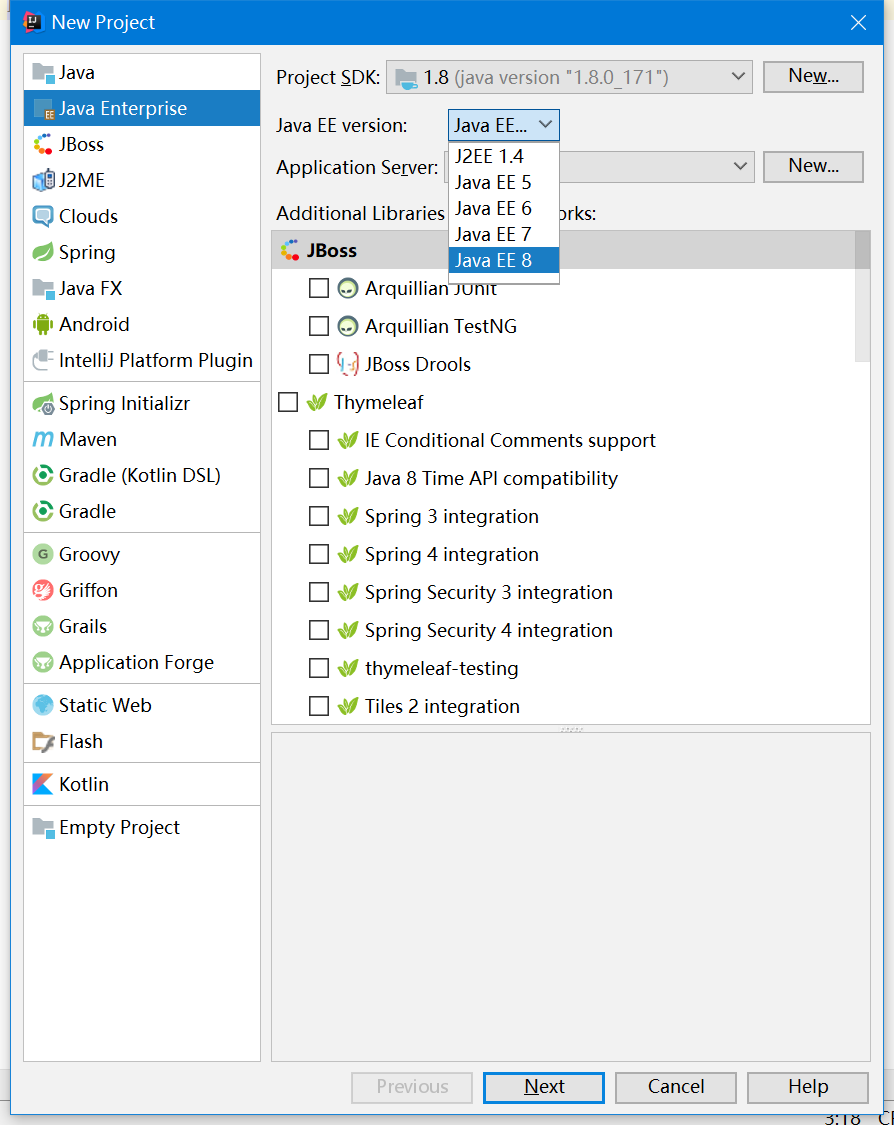 New Project
Java
Java Enterprise
JBoss
J2ME
Clouds
Spring
Java FX
Android
IntelliJ Platform Plugin
Spring Initializr
Maven
Gradle (Kotlin DSL)
Gradle
Groovy
Griffon
Grails
Application Forge
Static Web
Flash
Kotlin
Empty Project
Project SDK: 1.8 (java version "1.8.0_171") New...
Java EE version: Java EE...
J2EE 1.4
Java EE 5
Java EE 6
Java EE 7
Java EE 8
Application Server: New...
Additional Libraries orks:
JBoss
Arquillian JUnit
Arquillian TestNG
JBoss Drools
Thymeleaf
IE Conditional Comments support
Java 8 Time API compatibility
Spring 3 integration
Spring 4 integration
Spring Security 3 integration
Spring Security 4 integration
thymeleaf-testing
Tiles 2 integration
Previous Next Cancel Help
3:18